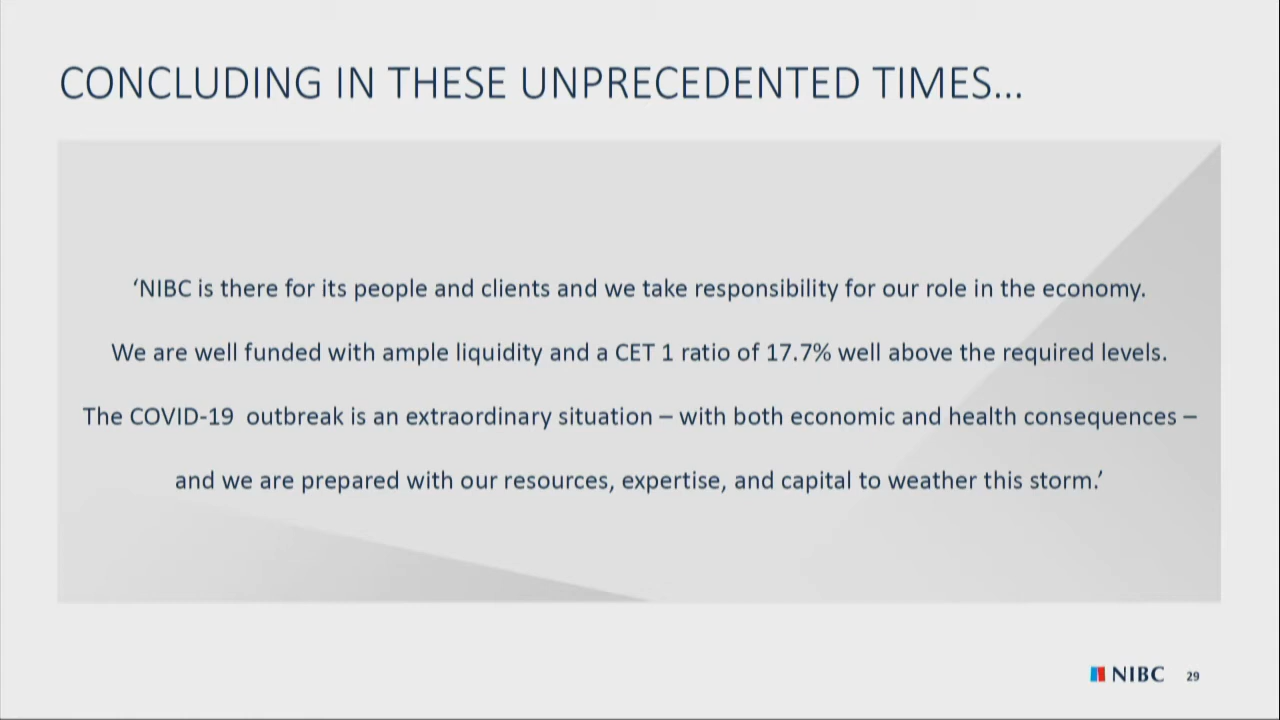 CONCLUDING IN THESE UNPRECEDENTED TIMES...
‘NIBC is there for its people and clients and we take responsibility for our role in the economy.
We are well funded with ample liquidity and a CET 1 ratio of 17.7% well above the required levels.
The COVID-19  outbreak is an extraordinary situation – with both economic and health consequences –
and we are prepared with our resources, expertise, and capital to weather this storm.’
NIBC 29